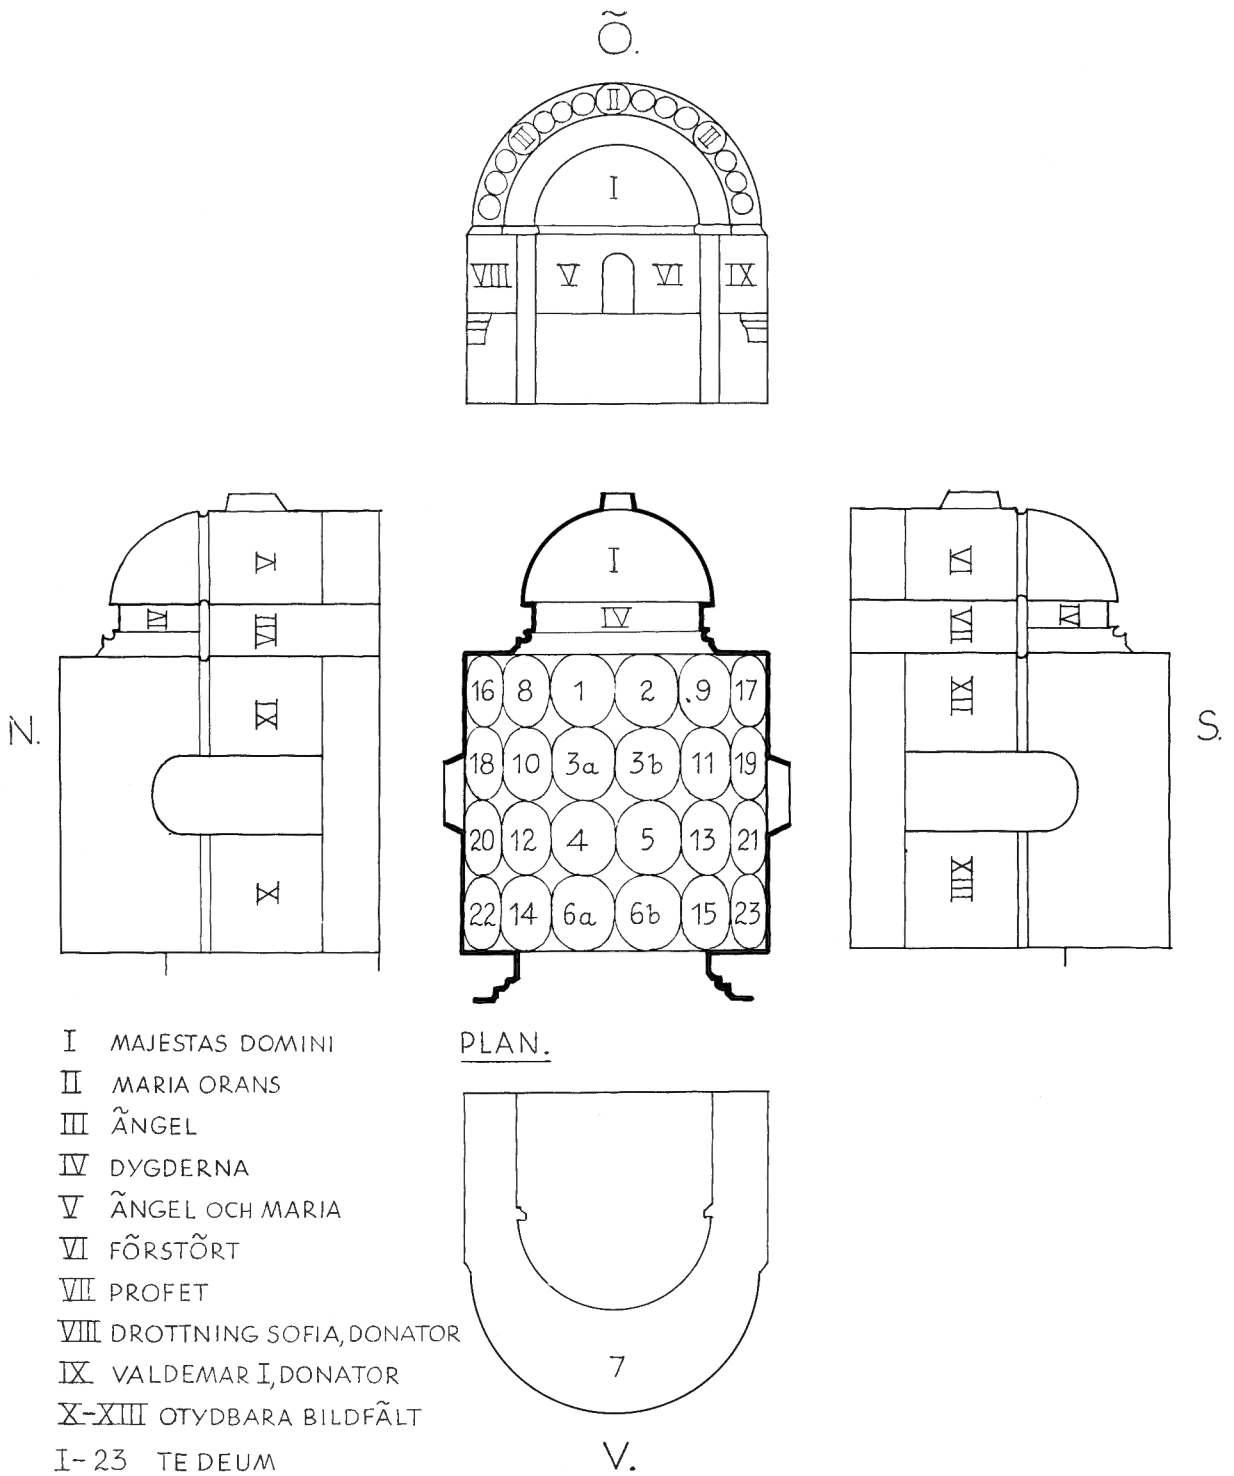 Ö.
II
III III
I
VIII V VI IX
V
IV
VII
XI
X
N.
I
IV
16 8 1 2 9 17
18 10 3a 3b 11 19
20 12 4 5 13 21
22 14 6a 6b 15 23
VI
IV
VII
XII
XIII
S.
PLAN.
7
V.
I MAJESTAS DOMINI
II MARIA ORANS
III ÄNGEL
IV DYGDERNA
V ÄNGEL OCH MARIA
VI FÖRSTÖRT
VII PROFET
VIII DROTTNING SOFIA, DONATOR
IX VALDEMAR I, DONATOR
X-XIII OTYDBARA BILDFÄLT
I-23 TE DEUM